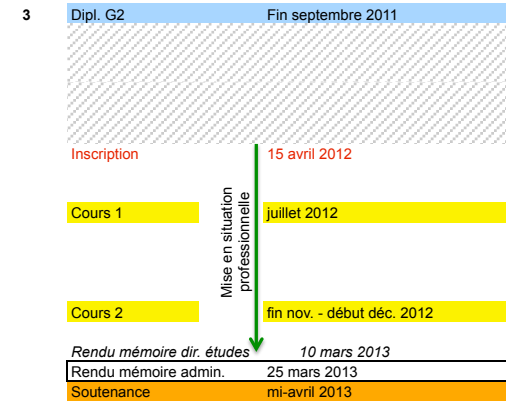 3 Dipl. G2 Fin septembre 2011
Inscription 15 avril 2012
Mise en situation
professionnelle
Cours 1 juillet 2012
Cours 2 fin nov. - début déc. 2012
Rendu mémoire dir. études 10 mars 2013
Rendu mémoire admin. 25 mars 2013
Soutenance mi-avril 2013